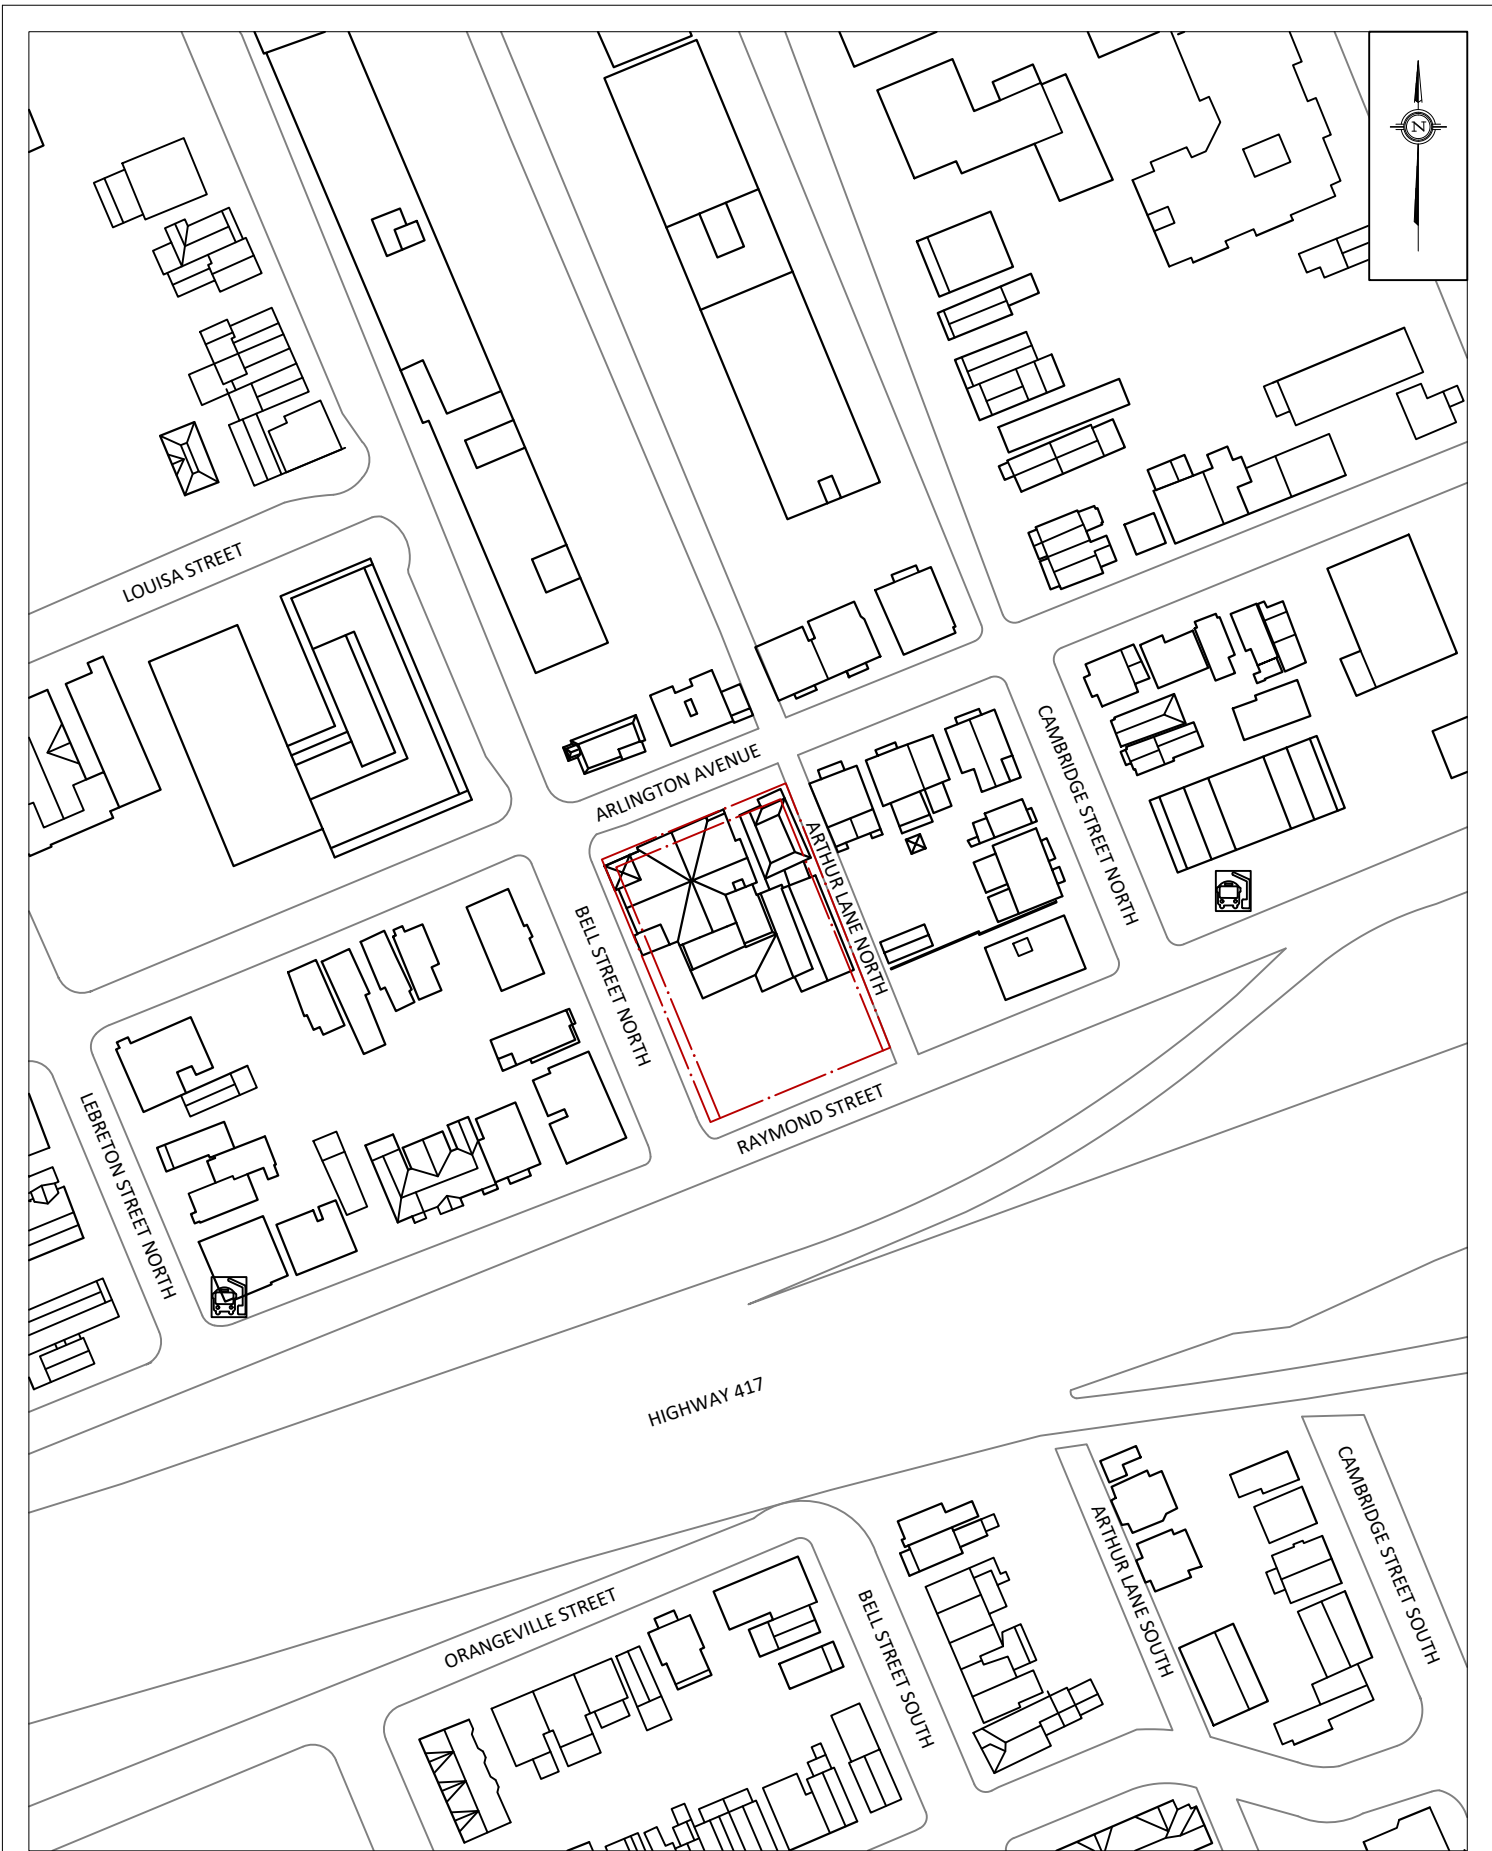 N
LOUISA STREET
ARLINGTON AVENUE
CAMBRIDGE STREET NORTH
ARTHUR LANE NORTH
BELL STREET NORTH
RAYMOND STREET
LEBRETON STREET NORTH
HIGHWAY 417
CAMBRIDGE STREET SOUTH
ARTHUR LANE SOUTH
ORANGEVILLE STREET
BELL STREET SOUTH